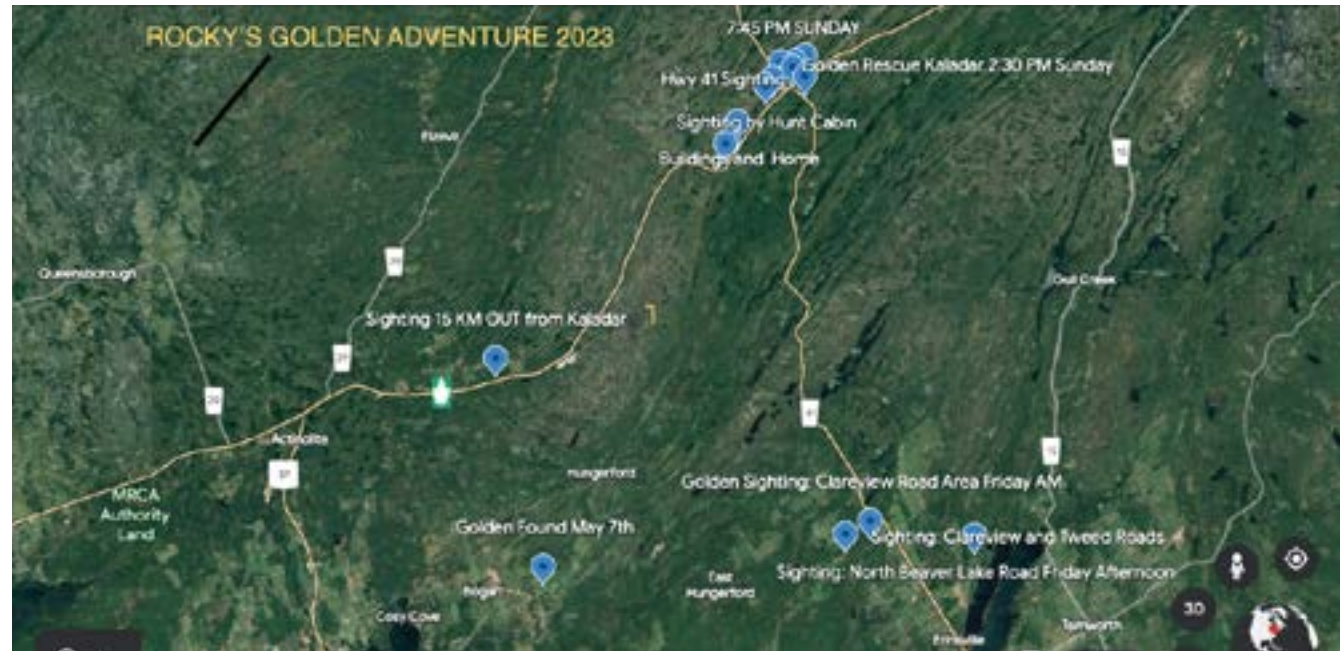 ROCKY'S GOLDEN ADVENTURE 2023
7:45 PM SUNDAY
Golden Rescue Kaladar 2:30 PM Sunday
Hwy 41 Sighting
Sighting by Hunt Cabin
Buildings and Home
Queensborough
Sighting 15 KM OUT from Kaladar
Actinolite
Hungerford
MRCA
Authority
Land
Golden Sighting: Clareview Road Area Friday AM
Golden Found May 7th
Sighting: Clareview and Tweed Roads
Sighting: North Beaver Lake Road Friday Afternoon
East
Hungerford
Cosy Cove
Erinsville
Tamworth
3D